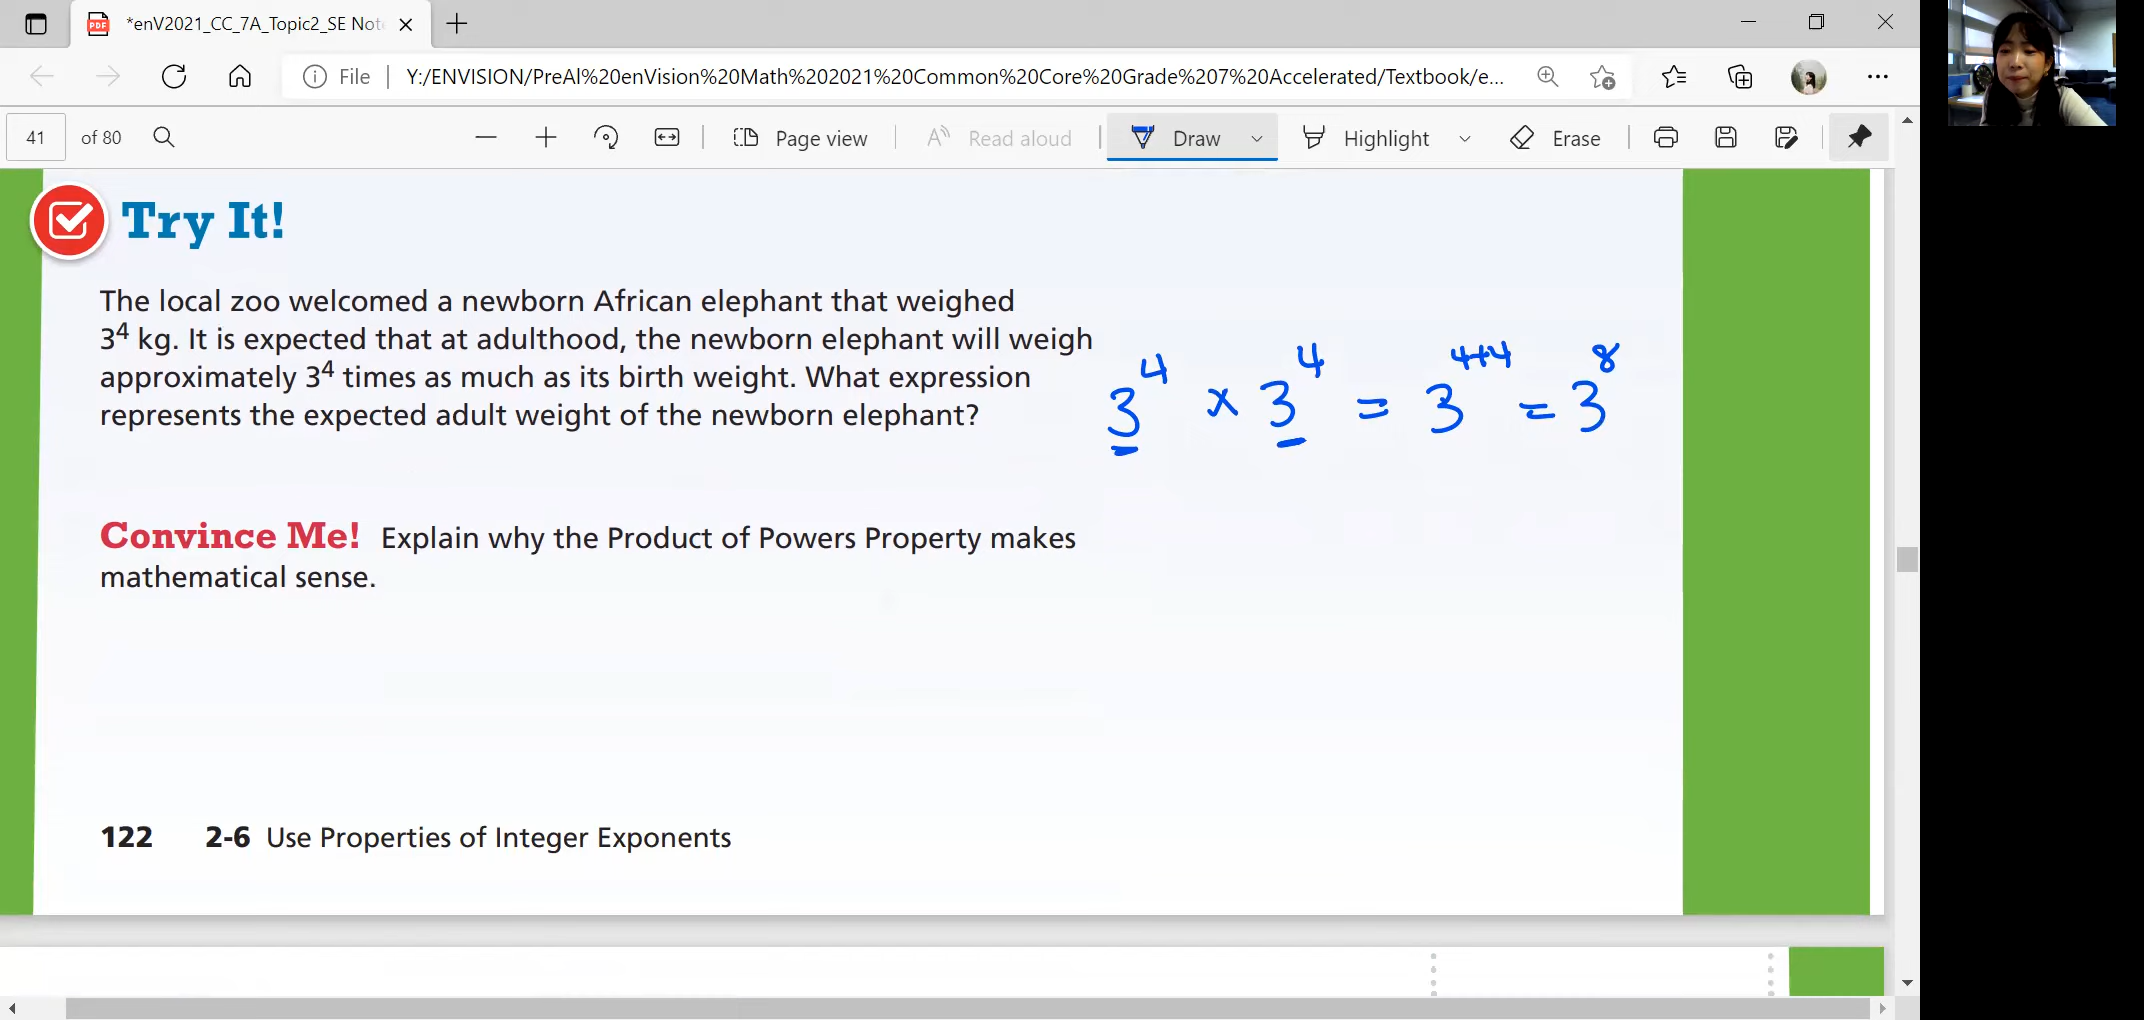 *enV2021_CC_7A_Topic2_SE Not
File
Y:/ENVISION/PreAl%20enVision%20Math%202021%20Common%20Core%20Grade%207%20Accelerated/Textbook/e...
41 of 80
Page view
Read aloud
Draw
Highlight
Erase
Try It!
The local zoo welcomed a newborn African elephant that weighed
3⁴ kg. It is expected that at adulthood, the newborn elephant will weigh
approximately 3⁴ times as much as its birth weight. What expression
represents the expected adult weight of the newborn elephant?
3⁴ × 3⁴ = 3⁴⁺⁴ = 3⁸
Convince Me! Explain why the Product of Powers Property makes
mathematical sense.
122 2-6 Use Properties of Integer Exponents